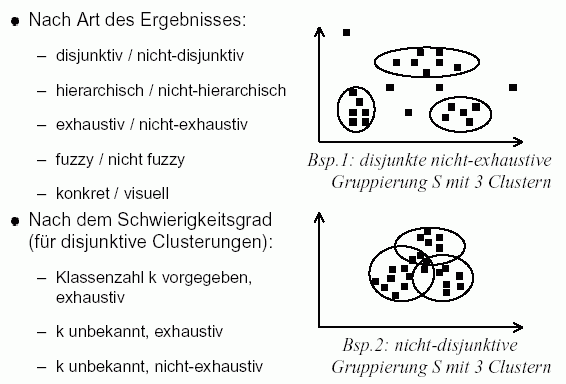 ● Nach Art des Ergebnisses:
– disjunktiv / nicht-disjunktiv
– hierarchisch / nicht-hierarchisch
– exhaustiv / nicht-exhaustiv
– fuzzy / nicht fuzzy
– konkret / visuell
● Nach dem Schwierigkeitsgrad
(für disjunktive Clusterungen):
– Klassenzahl k vorgegeben,
exhaustiv
– k unbekannt, exhaustiv
– k unbekannt, nicht-exhaustiv
Bsp.1: disjunkte nicht-exhaustive
Gruppierung S mit 3 Clustern
Bsp.2: nicht-disjunktive
Gruppierung S mit 3 Clustern